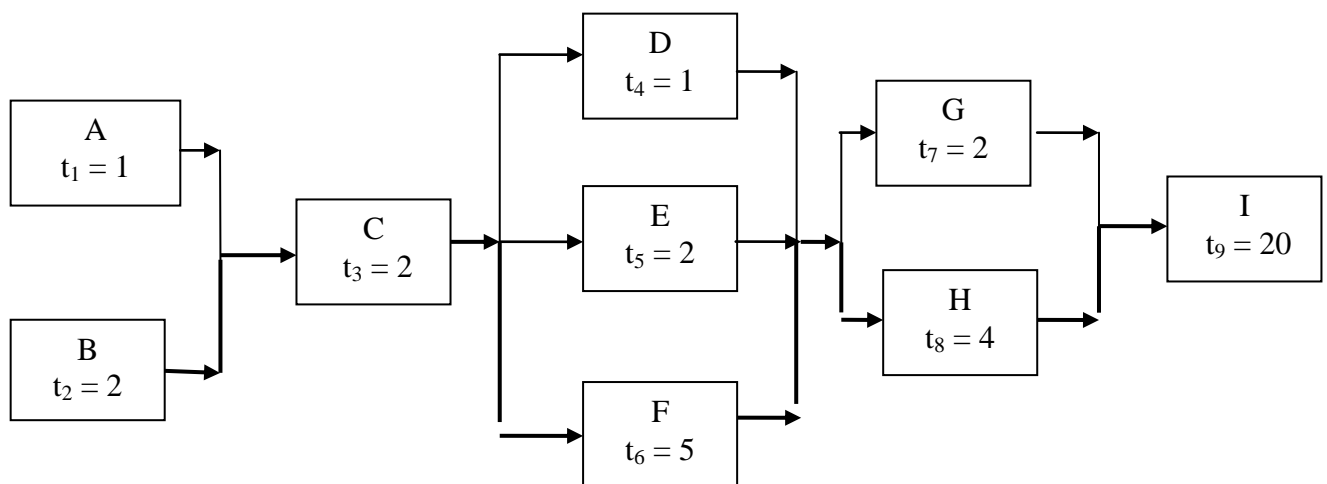 A
t₁ = 1
B
t₂ = 2
C
t₃ = 2
D
t₄ = 1
E
t₅ = 2
F
t₆ = 5
G
t₇ = 2
H
t₈ = 4
I
t₉ = 20